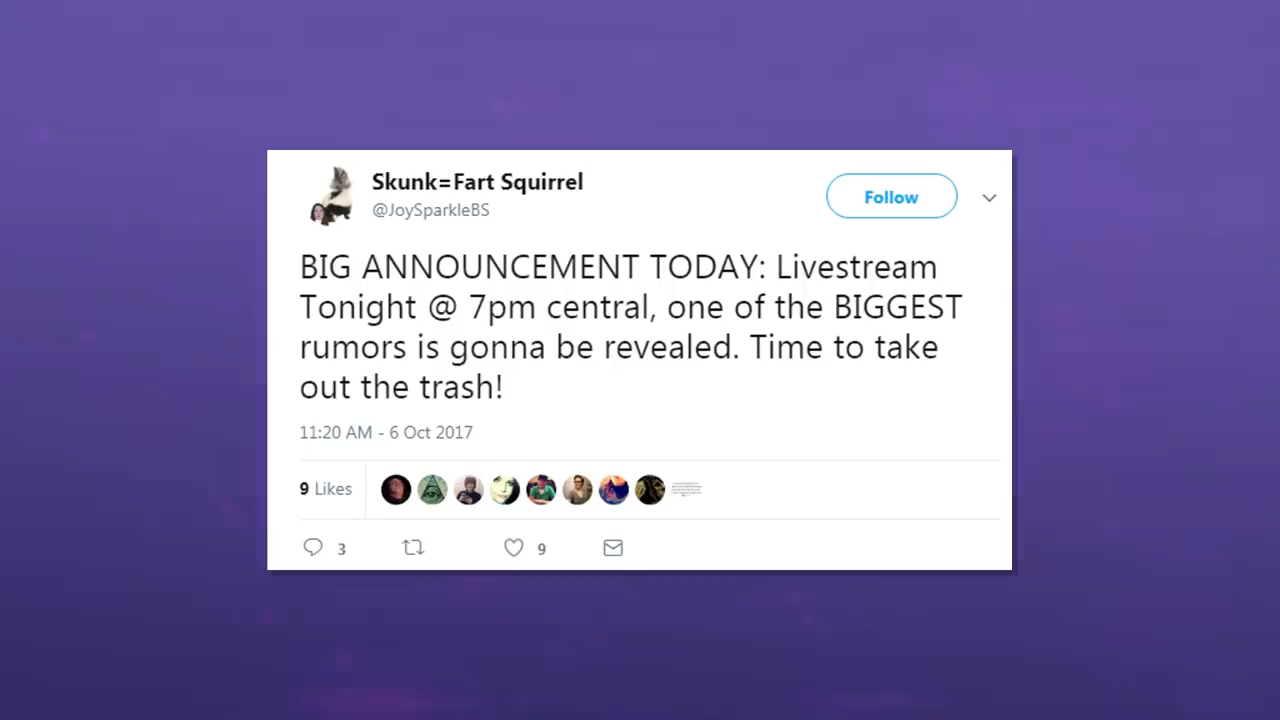 Skunk=Fart Squirrel
@JoySparkleBS
Follow
BIG ANNOUNCEMENT TODAY: Livestream
Tonight @ 7pm central, one of the BIGGEST
rumors is gonna be revealed. Time to take
out the trash!
11:20 AM - 6 Oct 2017
9 Likes
3
9